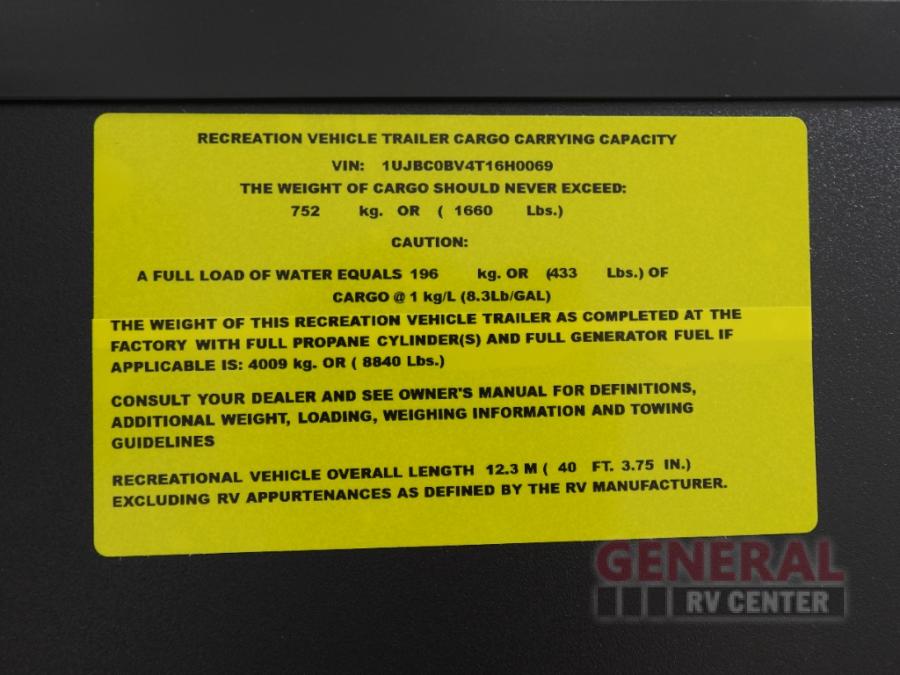 RECREATION VEHICLE TRAILER CARGO CARRYING CAPACITY
VIN: 1UJBC0BV4T16H0069
THE WEIGHT OF CARGO SHOULD NEVER EXCEED:
752 kg. OR ( 1660 Lbs.)
CAUTION:
A FULL LOAD OF WATER EQUALS 196 kg. OR (433 Lbs.) OF
CARGO @ 1 kg/L (8.3Lb/GAL)
THE WEIGHT OF THIS RECREATION VEHICLE TRAILER AS COMPLETED AT THE
FACTORY WITH FULL PROPANE CYLINDER(S) AND FULL GENERATOR FUEL IF
APPLICABLE IS: 4009 kg. OR ( 8840 Lbs.)
CONSULT YOUR DEALER AND SEE OWNER'S MANUAL FOR DEFINITIONS,
ADDITIONAL WEIGHT, LOADING, WEIGHING INFORMATION AND TOWING
GUIDELINES
RECREATIONAL VEHICLE OVERALL LENGTH 12.3 M ( 40 FT. 3.75 IN.)
EXCLUDING RV APPURTENANCES AS DEFINED BY THE RV MANUFACTURER.
GENERAL
RV CENTER